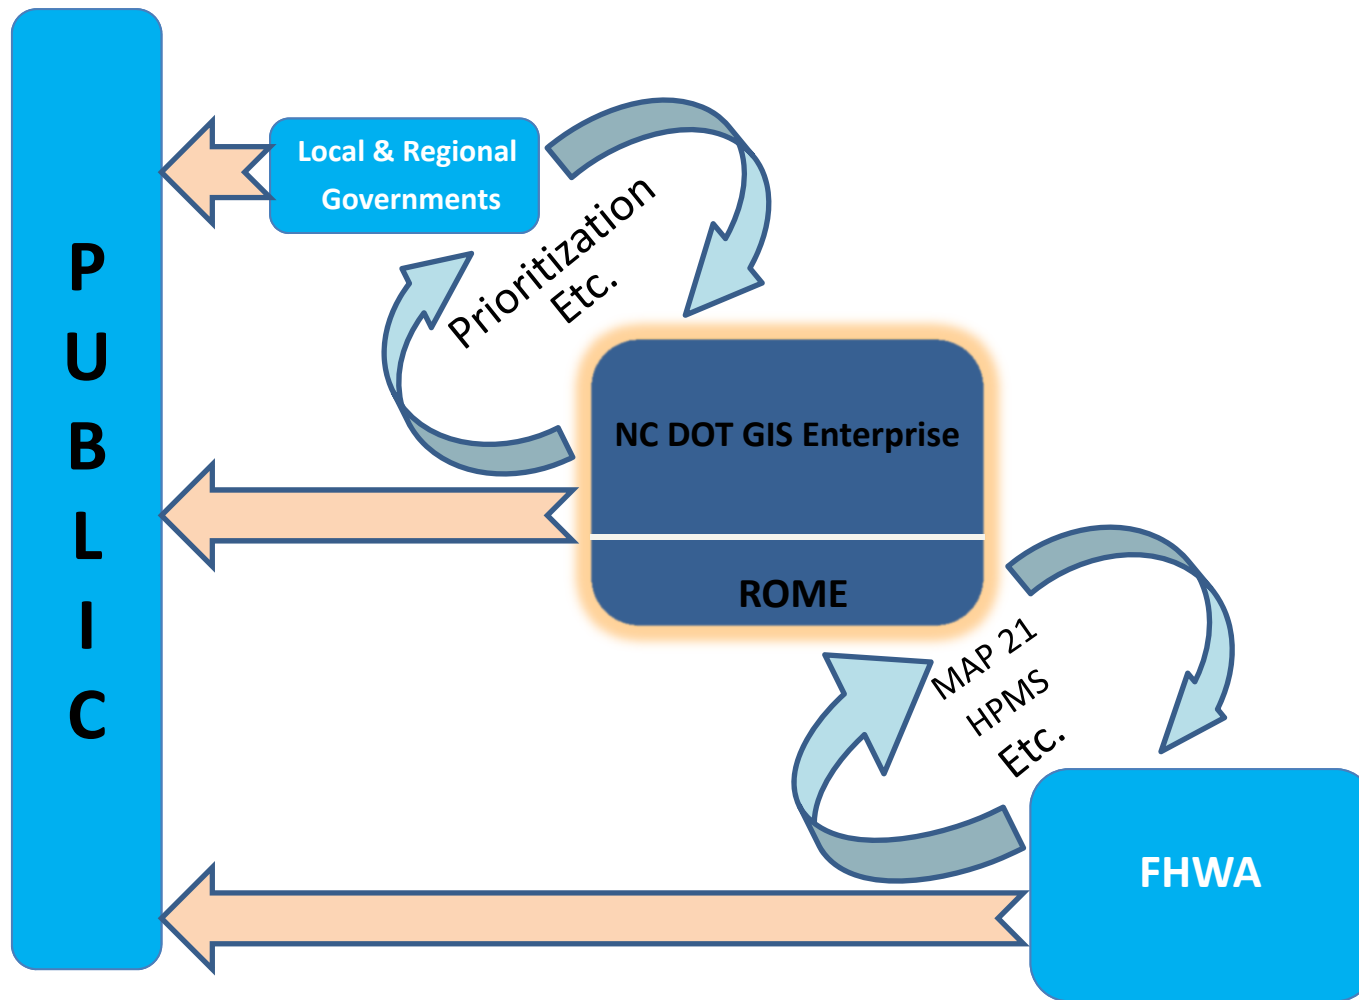 P
U
B
L
I
C
Local & Regional
Governments
Prioritization
Etc.
NC DOT GIS Enterprise
ROME
MAP 21
HPMS
Etc.
FHWA